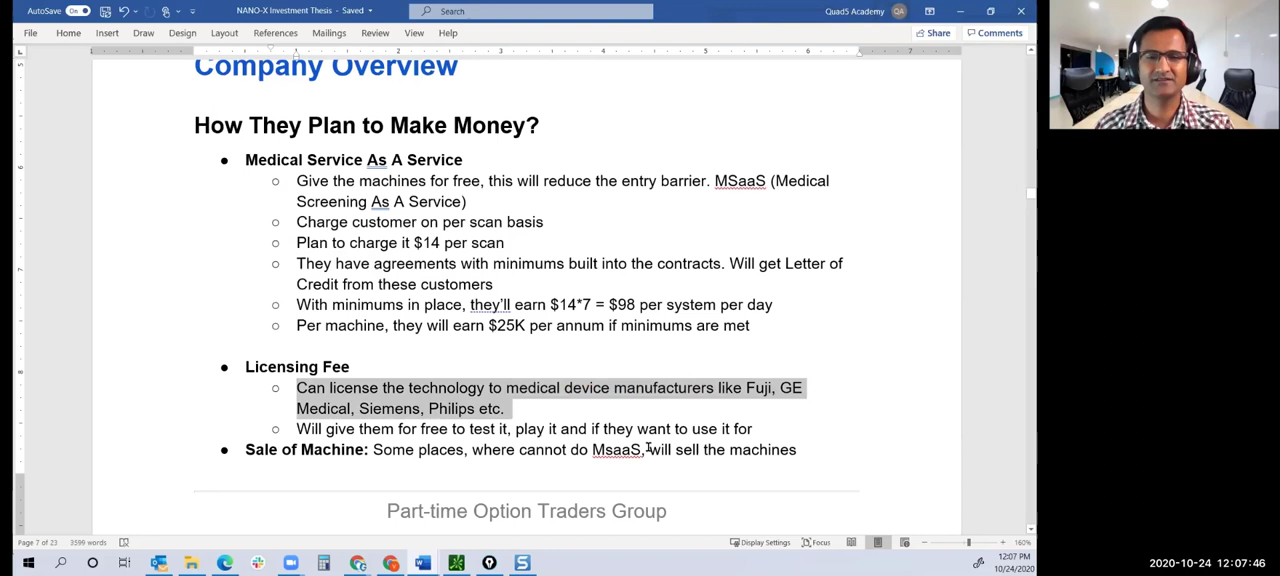 AutoSave On NANO-X Investment Thesis - Saved Search Quad5 Academy QA
File Home Insert Draw Design Layout References Mailings Review View Help Share Comments
1 1 2 3 4 5 6 7
Company Overview
How They Plan to Make Money?
● Medical Service As A Service
○ Give the machines for free, this will reduce the entry barrier. MSaaS (Medical
Screening As A Service)
○ Charge customer on per scan basis
○ Plan to charge it $14 per scan
○ They have agreements with minimums built into the contracts. Will get Letter of
Credit from these customers
○ With minimums in place, they'll earn $14*7 = $98 per system per day
○ Per machine, they will earn $25K per annum if minimums are met
● Licensing Fee
○ Can license the technology to medical device manufacturers like Fuji, GE
Medical, Siemens, Philips etc.
○ Will give them for free to test it, play it and if they want to use it for
● Sale of Machine: Some places, where cannot do MsaaS, will sell the machines
Part-time Option Traders Group
Page 7 of 23 3599 words Display Settings Focus 160%
12:07 PM
10/24/2020
2020-10-24 12:07:46